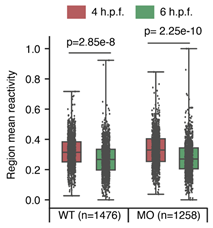 4 h.p.f. 6 h.p.f.
p=2.85e-8 p= 2.25e-10
Region mean reactivity
1.0
0.8
0.6
0.4
0.2
0.0
WT (n=1476) MO (n=1258)